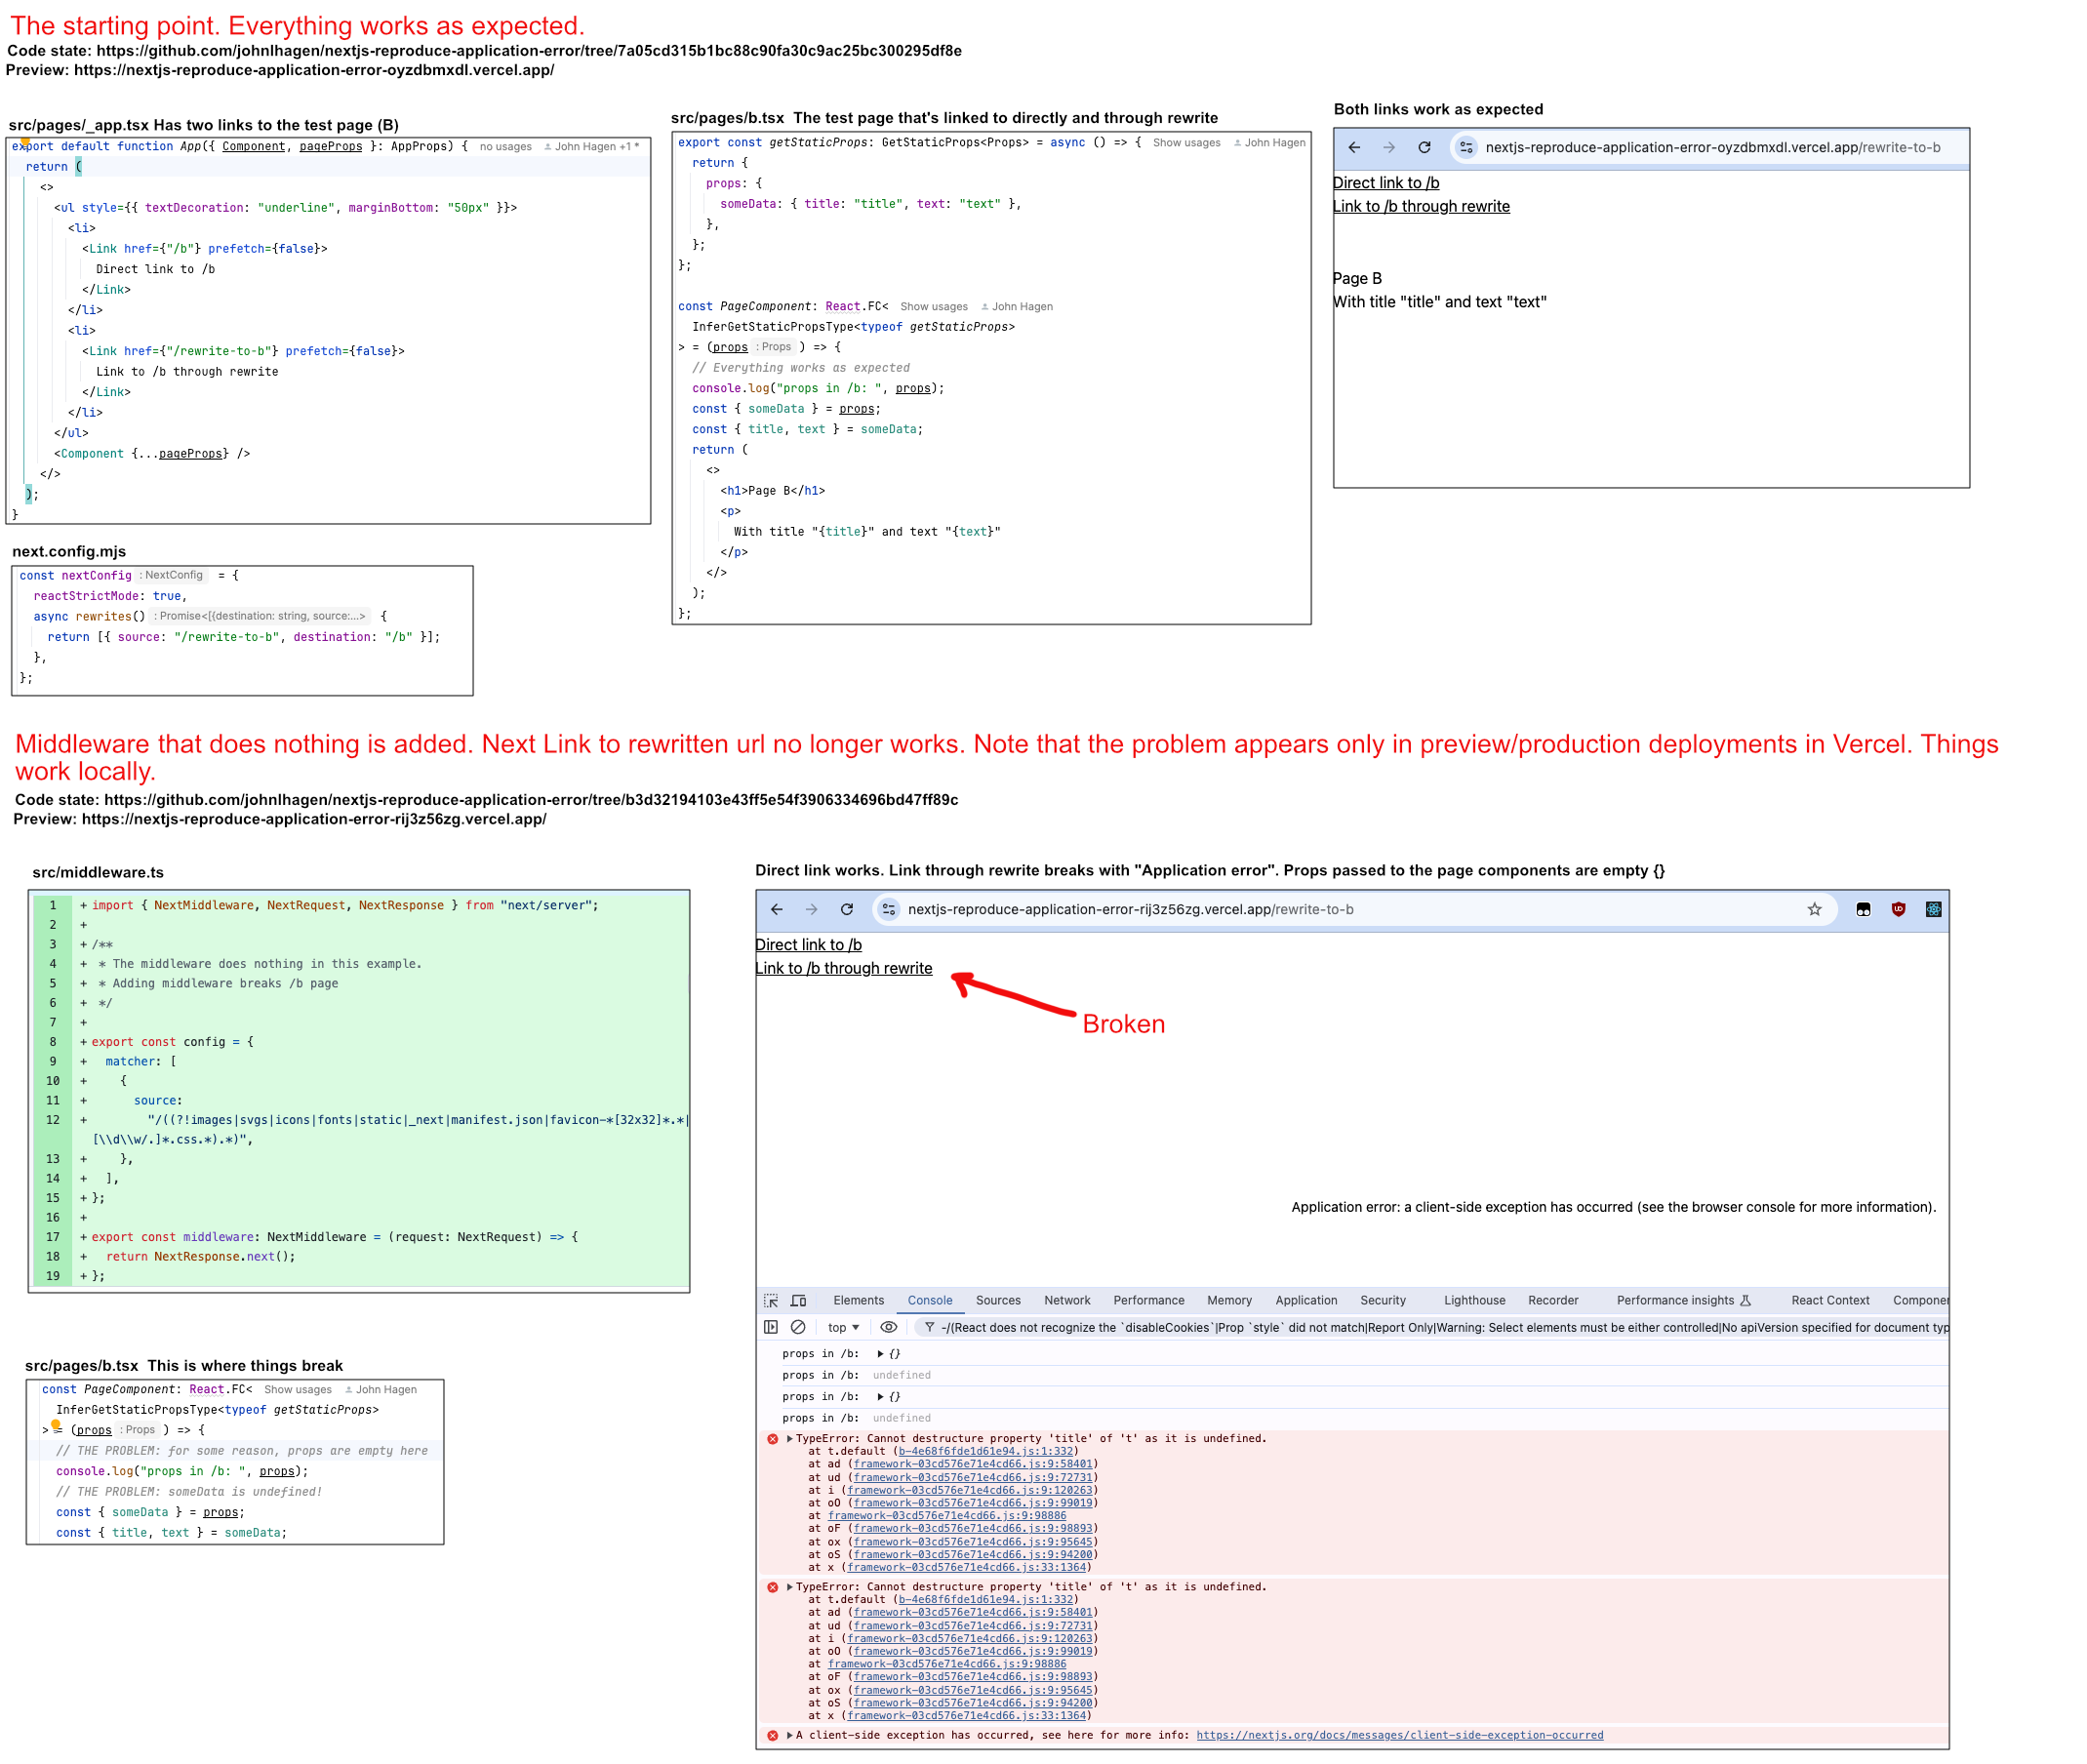 The starting point. Everything works as expected.
Code state: https://github.com/johnlhagen/nextjs-reproduce-application-error/tree/7a05cd315b1bc88c90fa30c9ac25bc300295df8e
Preview: https://nextjs-reproduce-application-error-oyzdbmxdl.vercel.app/
src/pages/_app.tsx Has two links to the test page (B)
export default function App({ Component, pageProps }: AppProps) { no usages John Hagen +1 *
return (
<>
<ul style={{ textDecoration: "underline", marginBottom: "50px" }}>
<li>
<Link href={"/b"} prefetch={false}>
Direct link to /b
</Link>
</li>
<li>
<Link href={"/rewrite-to-b"} prefetch={false}>
Link to /b through rewrite
</Link>
</li>
</ul>
<Component {...pageProps} />
</>
);
}
next.config.mjs
const nextConfig : NextConfig = {
reactStrictMode: true,
async rewrites() : Promise<[{destination: string, source:...> {
return [{ source: "/rewrite-to-b", destination: "/b" }];
},
};
src/pages/b.tsx The test page that's linked to directly and through rewrite
export const getStaticProps: GetStaticProps<Props> = async () => { Show usages John Hagen
return {
props: {
someData: { title: "title", text: "text" },
},
};
};
const PageComponent: React.FC< Show usages John Hagen
InferGetStaticPropsType<typeof getStaticProps>
> = (props : Props ) => {
// Everything works as expected
console.log("props in /b: ", props);
const { someData } = props;
const { title, text } = someData;
return (
<>
<h1>Page B</h1>
<p>
With title "{title}" and text "{text}"
</p>
</>
);
};
Both links work as expected
nextjs-reproduce-application-error-oyzdbmxdl.vercel.app/rewrite-to-b
Direct link to /b
Link to /b through rewrite
Page B
With title "title" and text "text"
Middleware that does nothing is added. Next Link to rewritten url no longer works. Note that the problem appears only in preview/production deployments in Vercel. Things
work locally.
Code state: https://github.com/johnlhagen/nextjs-reproduce-application-error/tree/b3d32194103e43ff5e54f3906334696bd47ff89c
Preview: https://nextjs-reproduce-application-error-rij3z56zg.vercel.app/
src/middleware.ts
1 + import { NextMiddleware, NextRequest, NextResponse } from "next/server";
2 +
3 + /**
4 + * The middleware does nothing in this example.
5 + * Adding middleware breaks /b page
6 + */
7 +
8 + export const config = {
9 + matcher: [
10 + {
11 + source:
12 + "/((?!images|svgs|icons|fonts|static|_next|manifest.json|favicon-*[32x32]*.*|
[\\d\\w/.]*.css.*).*)",
13 + },
14 + ],
15 + };
16 +
17 + export const middleware: NextMiddleware = (request: NextRequest) => {
18 + return NextResponse.next();
19 + };
src/pages/b.tsx This is where things break
const PageComponent: React.FC< Show usages John Hagen
InferGetStaticPropsType<typeof getStaticProps>
> = (props : Props ) => {
// THE PROBLEM: for some reason, props are empty here
console.log("props in /b: ", props);
// THE PROBLEM: someData is undefined!
const { someData } = props;
const { title, text } = someData;
Direct link works. Link through rewrite breaks with "Application error". Props passed to the page components are empty {}
nextjs-reproduce-application-error-rij3z56zg.vercel.app/rewrite-to-b
Direct link to /b
Link to /b through rewrite
Broken
Application error: a client-side exception has occurred (see the browser console for more information).
Elements Console Sources Network Performance Memory Application Security Lighthouse Recorder Performance insights React Context Componen
top -/(React does not recognize the `disableCookies`|Prop `style` did not match|Report Only|Warning: Select elements must be either controlled|No apiVersion specified for document typ
props in /b: {}
props in /b: undefined
props in /b: {}
props in /b: undefined
TypeError: Cannot destructure property 'title' of 't' as it is undefined.
at t.default (b-4e68f6fde1d61e94.js:1:332)
at ad (framework-03cd576e71e4cd66.js:9:58401)
at ud (framework-03cd576e71e4cd66.js:9:72731)
at i (framework-03cd576e71e4cd66.js:9:120263)
at oO (framework-03cd576e71e4cd66.js:9:99019)
at framework-03cd576e71e4cd66.js:9:98886
at oF (framework-03cd576e71e4cd66.js:9:98893)
at ox (framework-03cd576e71e4cd66.js:9:95645)
at oS (framework-03cd576e71e4cd66.js:9:94200)
at x (framework-03cd576e71e4cd66.js:33:1364)
TypeError: Cannot destructure property 'title' of 't' as it is undefined.
at t.default (b-4e68f6fde1d61e94.js:1:332)
at ad (framework-03cd576e71e4cd66.js:9:58401)
at ud (framework-03cd576e71e4cd66.js:9:72731)
at i (framework-03cd576e71e4cd66.js:9:120263)
at oO (framework-03cd576e71e4cd66.js:9:99019)
at framework-03cd576e71e4cd66.js:9:98886
at oF (framework-03cd576e71e4cd66.js:9:98893)
at ox (framework-03cd576e71e4cd66.js:9:95645)
at oS (framework-03cd576e71e4cd66.js:9:94200)
at x (framework-03cd576e71e4cd66.js:33:1364)
A client-side exception has occurred, see here for more info: https://nextjs.org/docs/messages/client-side-exception-occurred